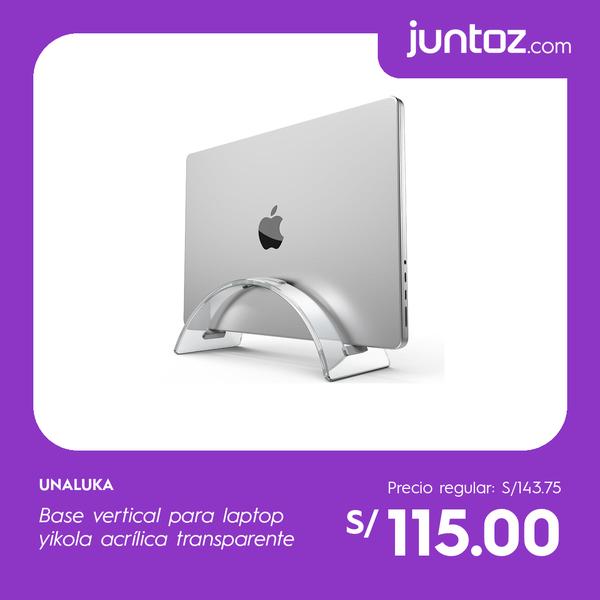 juntoz.com
UNALUKA
Base vertical para laptop
yikola acrílica transparente
Precio regular: S/143.75
S/115.00